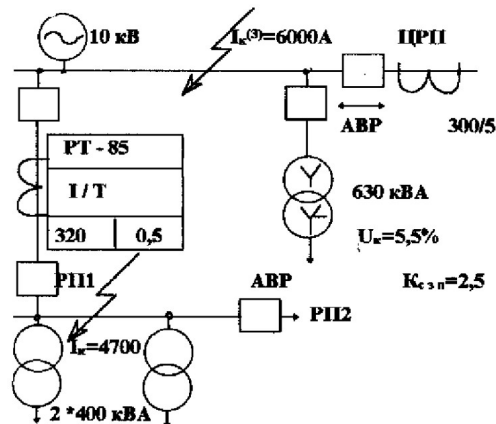 10 кВ
Iк(3)=6000А
ЦРП
АВР
300/5
РТ - 85
I / T
320
0,5
630 кВА
Uк=5,5%
Кс з п=2,5
РП1
АВР
РП2
Iк=4700
2 *400 кВА